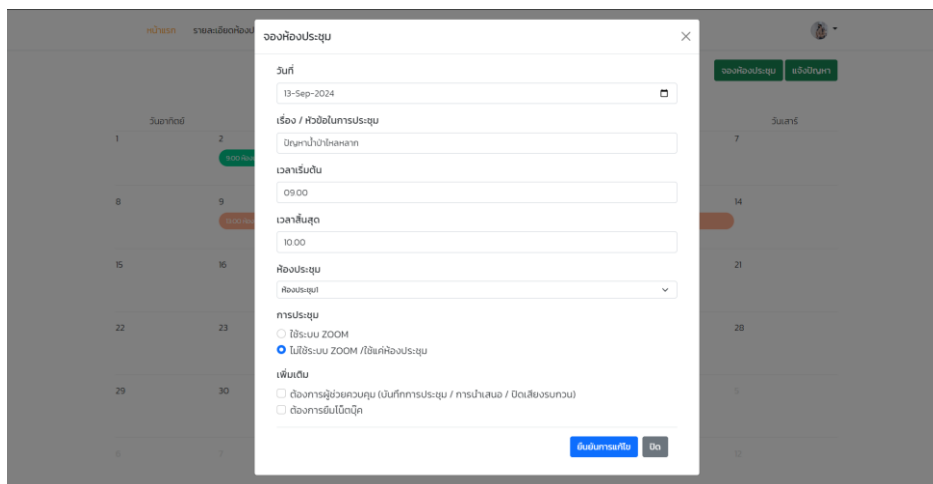 หน้าแรก รายละเอียดห้องป จองห้องประชุม
จองห้องประชุม แจ้งปัญหา
วันที่
13-Sep-2024
เรื่อง / หัวข้อในการประชุม
ปัญหาน้ำป่าไหลหลาก
เวลาเริ่มต้น
09.00
เวลาสิ้นสุด
10.00
ห้องประชุม
ห้องประชุม1
การประชุม
ใช้ระบบ ZOOM
ไม่ใช้ระบบ ZOOM /ใช้แค่ห้องประชุม
เพิ่มเติม
ต้องการผู้ช่วยควบคุม (บันทึกการประชุม / การนำเสนอ / ปิดเสียงรบกวน)
ต้องการยืมโน็ตบุ๊ค
ยืนยันการแก้ไข ปิด
วันอาทิตย์ วันเสาร์
1 2 7
9:00
8 9 14
13:00
15 16 21
22 23 28
29 30
6 7 12